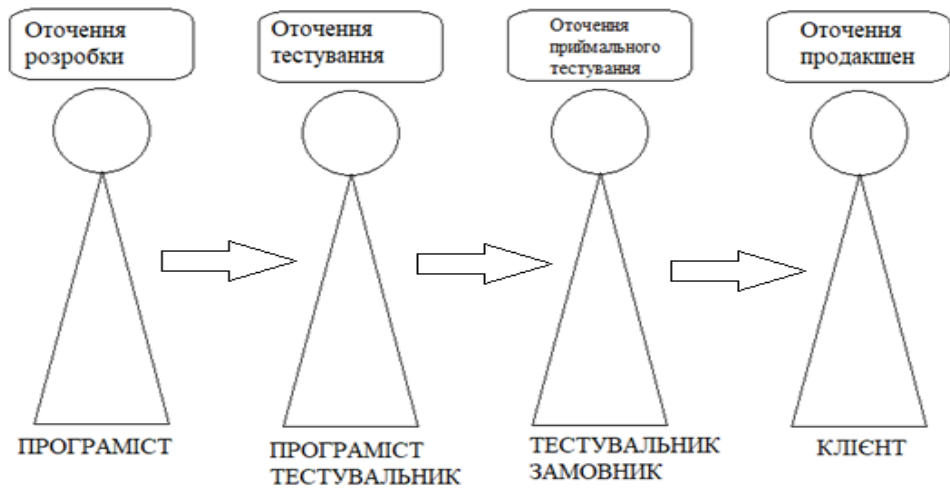 Оточення
розробки
Оточення
тестування
Оточення
приймального
тестування
Оточення
продакшен
ПРОГРАМІСТ
ПРОГРАМІСТ
ТЕСТУВАЛЬНИК
ТЕСТУВАЛЬНИК
ЗАМОВНИК
КЛІЄНТ